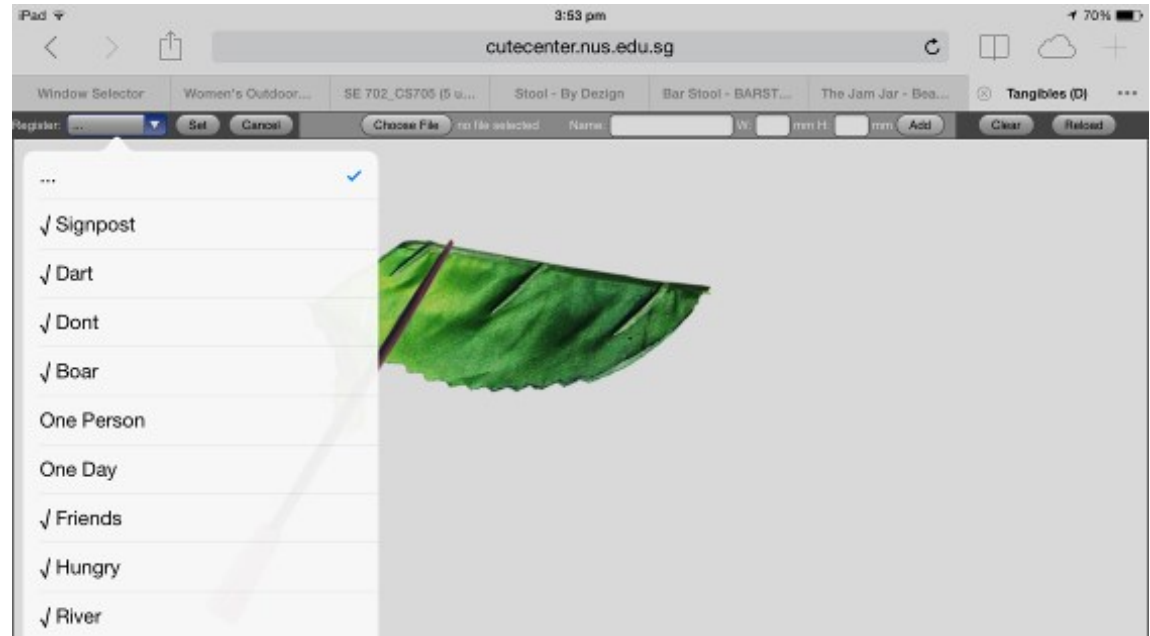 iPad 3:53 pm 70%
cutecenter.nus.edu.sg
Window Selector Women's Outdoor... SE 702_CS705 (5 u... Stool - By Dezign Bar Stool - BARST... The Jam Jar - Bea... Tangibles (D) ...
Register: ... Set Cancel Choose File no file selected Name: W: mm H: mm Add Clear Reload
...
√ Signpost
√ Dart
√ Dont
√ Boar
One Person
One Day
√ Friends
√ Hungry
√ River